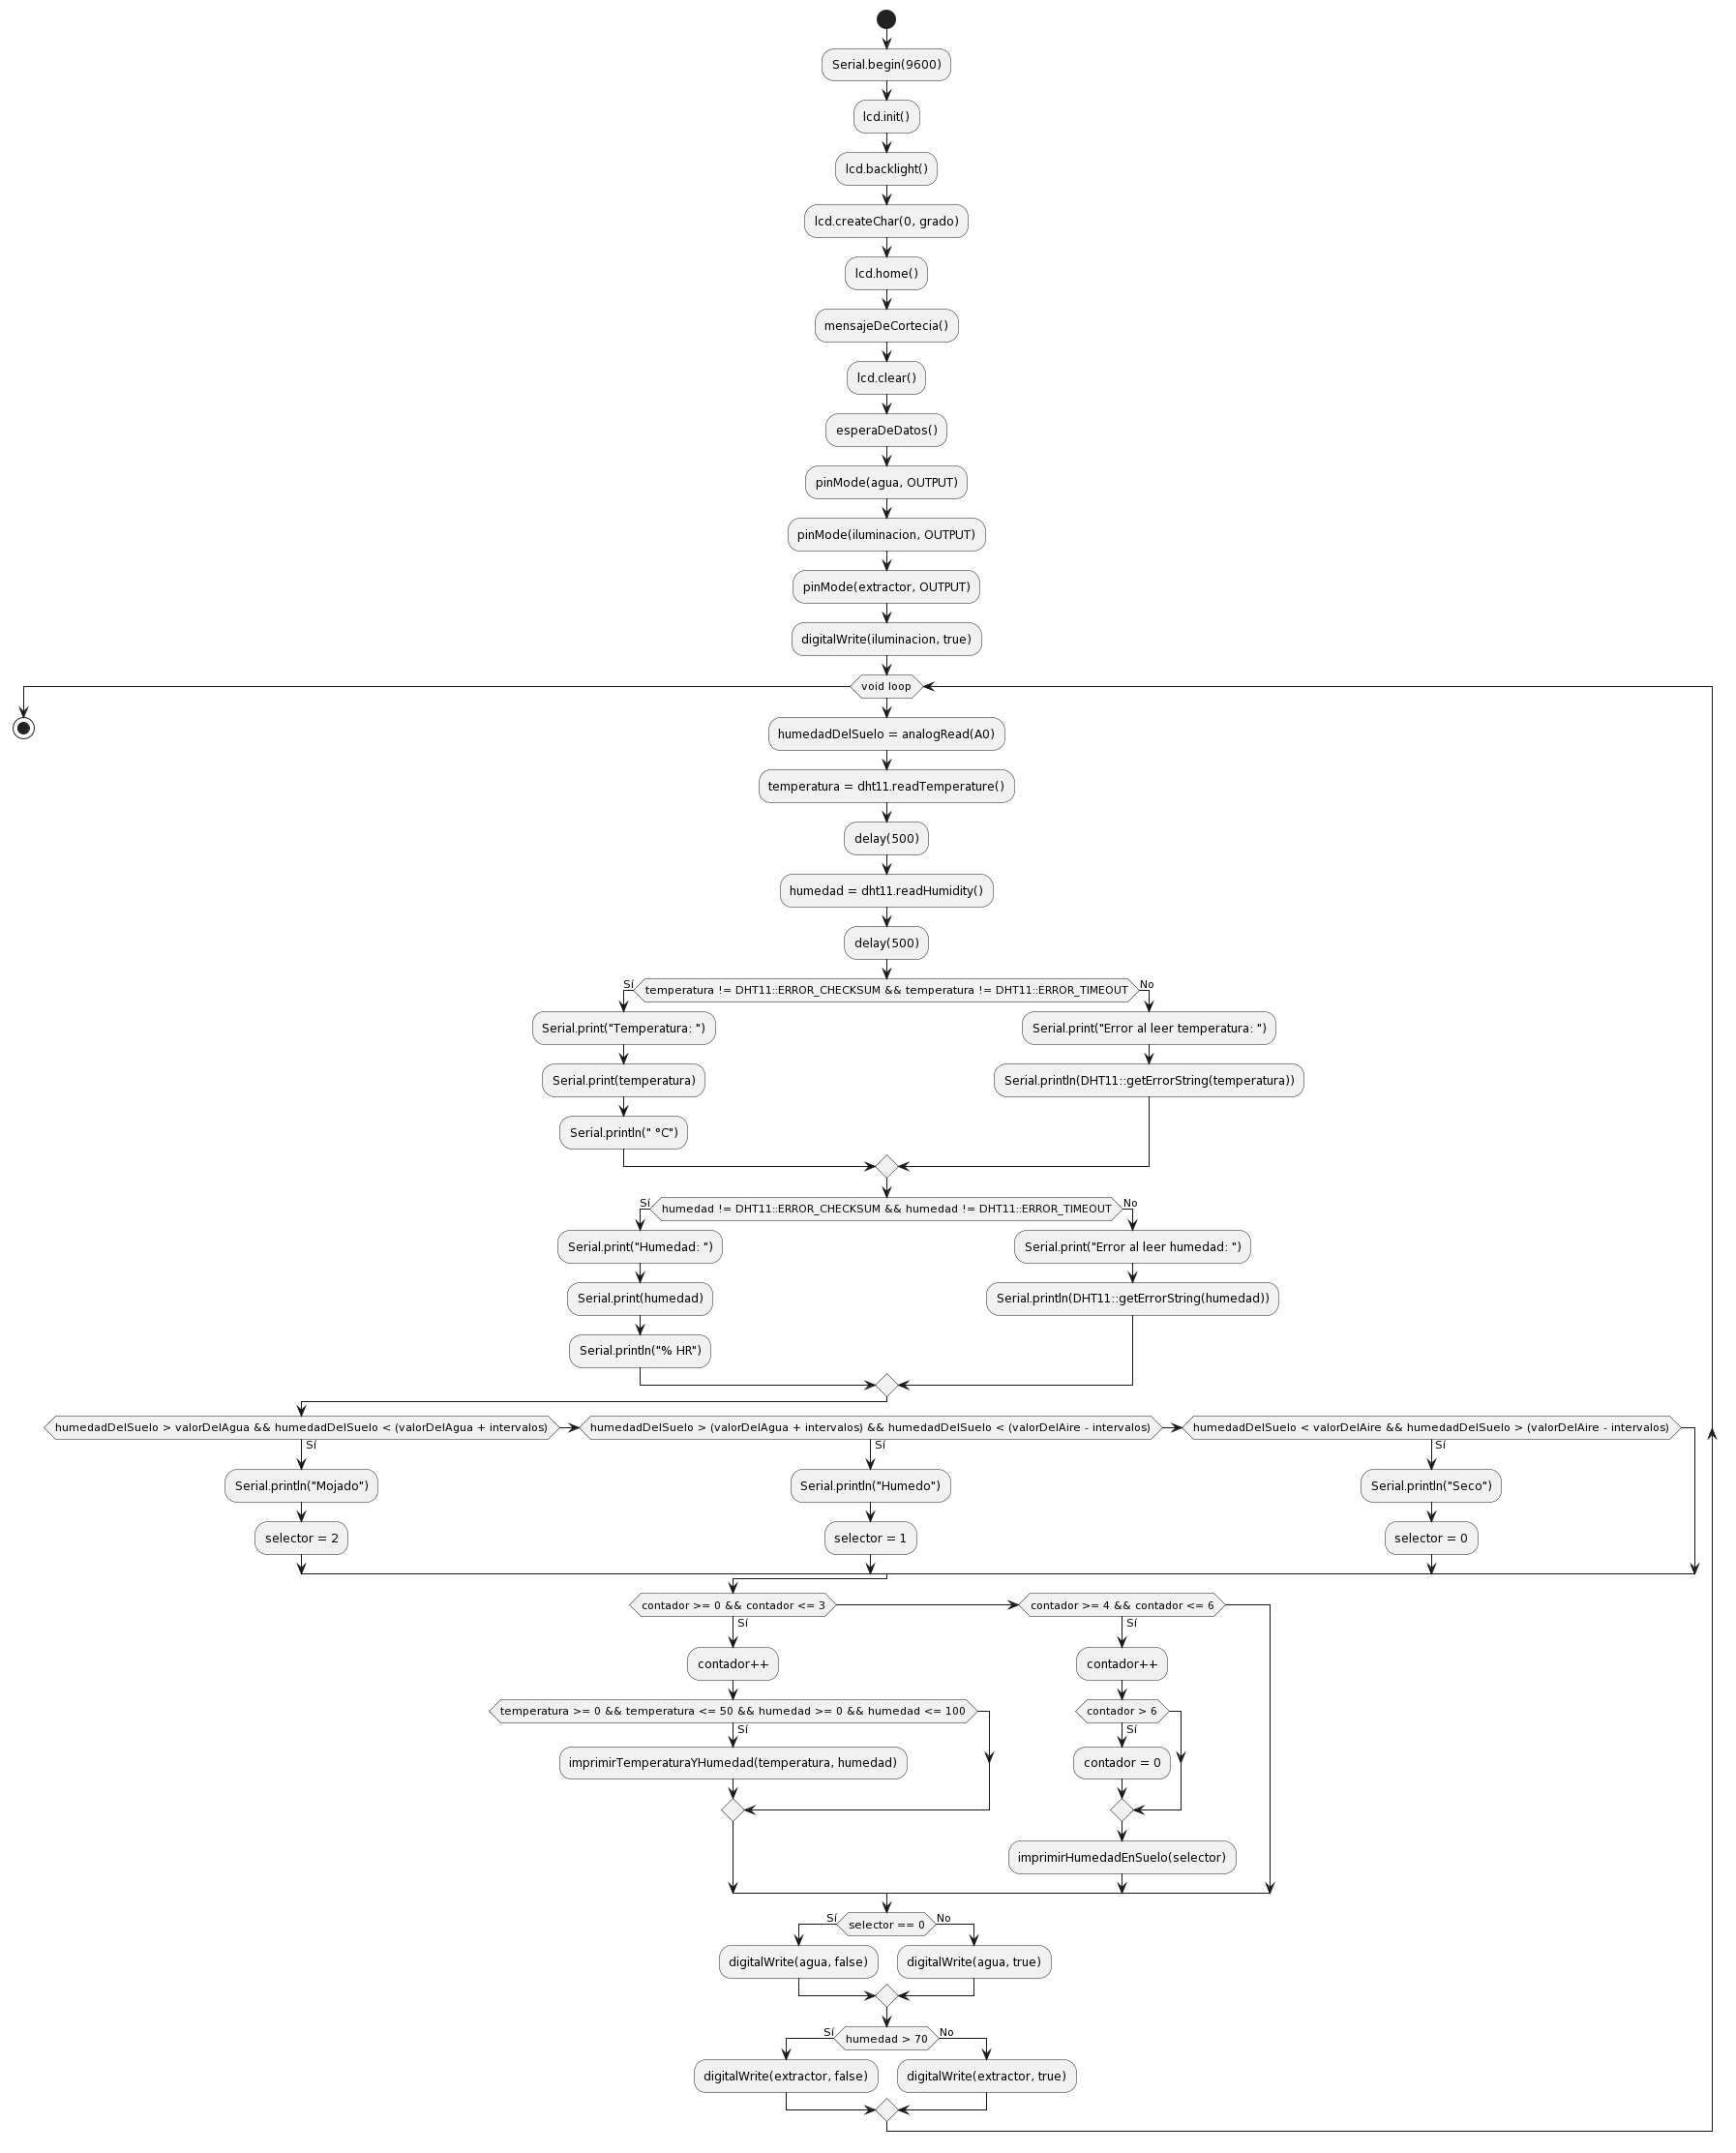 Serial.begin(9600)
lcd.init()
lcd.backlight()
lcd.createChar(0, grado)
lcd.home()
mensajeDeCortecia()
lcd.clear()
esperaDeDatos()
pinMode(agua, OUTPUT)
pinMode(iluminacion, OUTPUT)
pinMode(extractor, OUTPUT)
digitalWrite(iluminacion, true)
void loop
humedadDelSuelo = analogRead(A0)
temperatura = dht11.readTemperature()
delay(500)
humedad = dht11.readHumidity()
delay(500)
Sí
temperatura != DHT11::ERROR_CHECKSUM && temperatura != DHT11::ERROR_TIMEOUT
No
Serial.print("Temperatura: ")
Serial.print("Error al leer temperatura: ")
Serial.print(temperatura)
Serial.println(DHT11::getErrorString(temperatura))
Serial.println(" °C")
Sí
humedad != DHT11::ERROR_CHECKSUM && humedad != DHT11::ERROR_TIMEOUT
No
Serial.print("Humedad: ")
Serial.print("Error al leer humedad: ")
Serial.print(humedad)
Serial.println(DHT11::getErrorString(humedad))
Serial.println("% HR")
humedadDelSuelo > valorDelAgua && humedadDelSuelo < (valorDelAgua + intervalos)
humedadDelSuelo > (valorDelAgua + intervalos) && humedadDelSuelo < (valorDelAire - intervalos)
humedadDelSuelo < valorDelAire && humedadDelSuelo > (valorDelAire - intervalos)
Sí
Sí
Sí
Serial.println("Mojado")
Serial.println("Humedo")
Serial.println("Seco")
selector = 2
selector = 1
selector = 0
contador >= 0 && contador <= 3
contador >= 4 && contador <= 6
Sí
Sí
contador++
contador++
temperatura >= 0 && temperatura <= 50 && humedad >= 0 && humedad <= 100
contador > 6
Sí
Sí
imprimirTemperaturaYHumedad(temperatura, humedad)
contador = 0
imprimirHumedadEnSuelo(selector)
Sí
selector == 0
No
digitalWrite(agua, false)
digitalWrite(agua, true)
Sí
humedad > 70
No
digitalWrite(extractor, false)
digitalWrite(extractor, true)